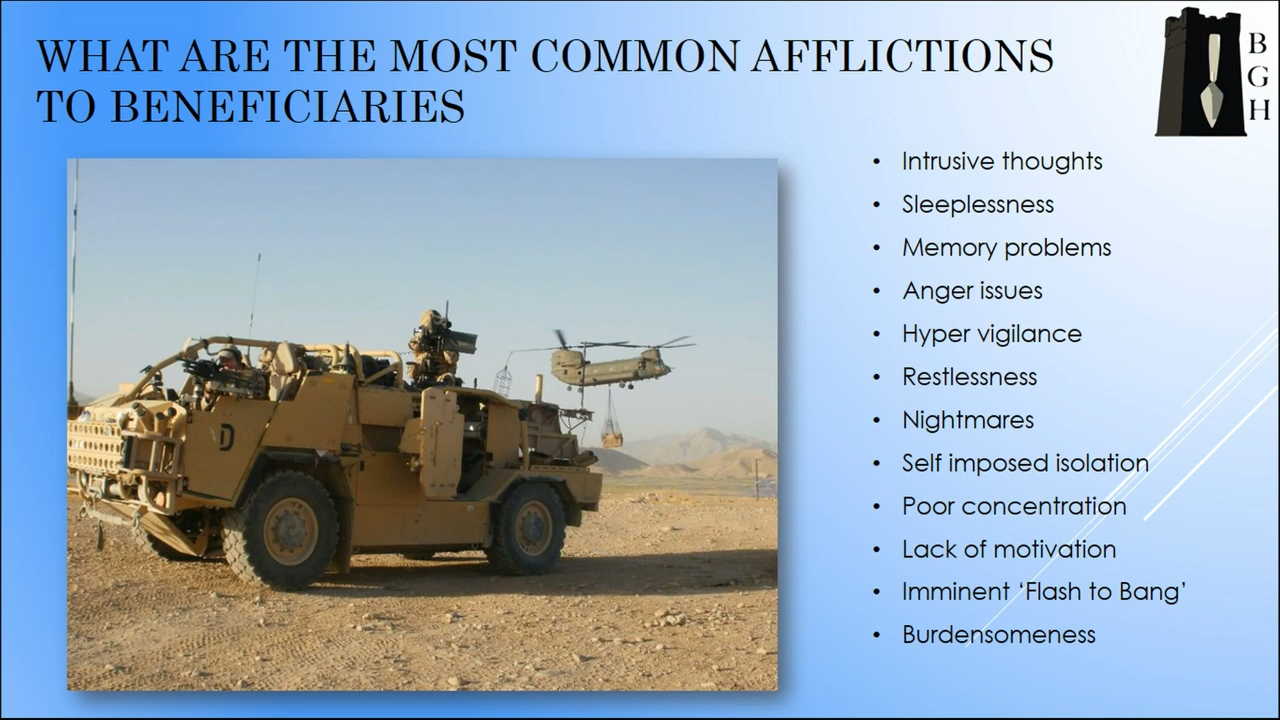 WHAT ARE THE MOST COMMON AFFLICTIONS
TO BENEFICIARIES
B
G
H
• Intrusive thoughts
• Sleeplessness
• Memory problems
• Anger issues
• Hyper vigilance
• Restlessness
• Nightmares
• Self imposed isolation
• Poor concentration
• Lack of motivation
• Imminent ‘Flash to Bang’
• Burdensomeness
D